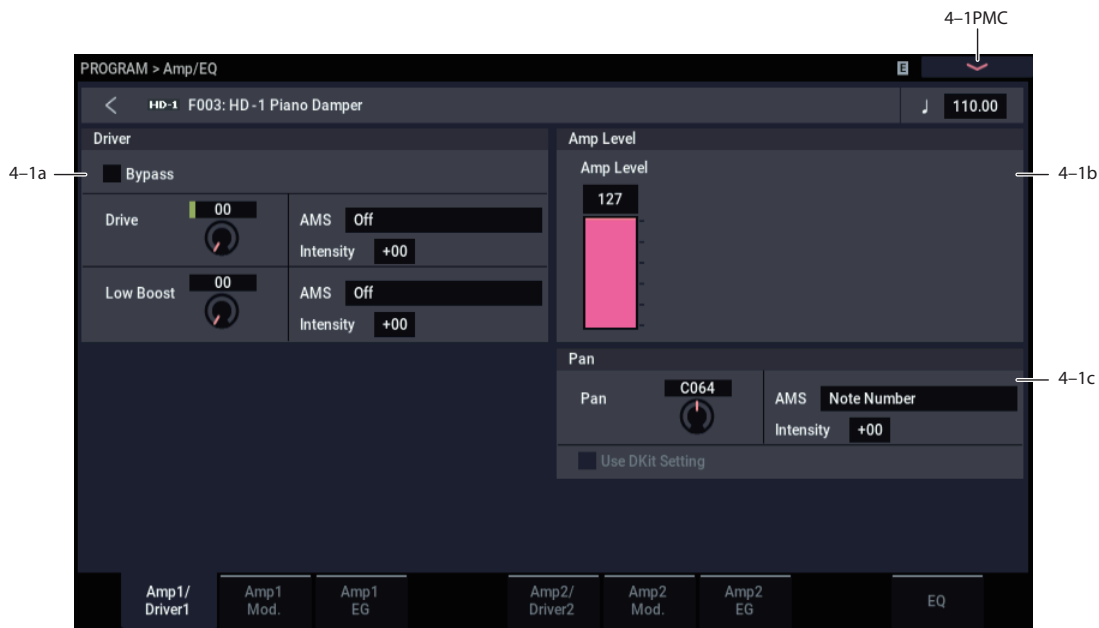 4–1PMC
PROGRAM > Amp/EQ
E
HD-1 F003: HD-1 Piano Damper
♩ 110.00
Driver
Amp Level
4–1a
Bypass
Amp Level
4–1b
127
Drive
00
AMS Off
Intensity +00
Low Boost
00
AMS Off
Intensity +00
Pan
4–1c
Pan
C064
AMS Note Number
Intensity +00
Use DKit Setting
Amp1/
Driver1
Amp1
Mod.
Amp1
EG
Amp2/
Driver2
Amp2
Mod.
Amp2
EG
EQ